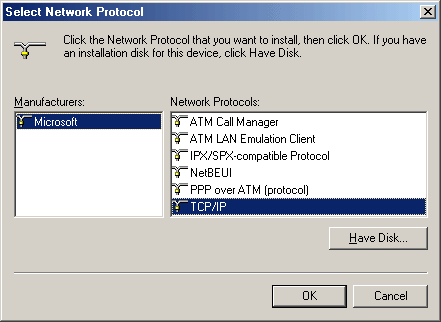 Select Network Protocol
Click the Network Protocol that you want to install, then click OK. If you have
an installation disk for this device, click Have Disk.
Manufacturers:
Microsoft
Network Protocols:
ATM Call Manager
ATM LAN Emulation Client
IPX/SPX-compatible Protocol
NetBEUI
PPP over ATM (protocol)
TCP/IP
Have Disk...
OK
Cancel